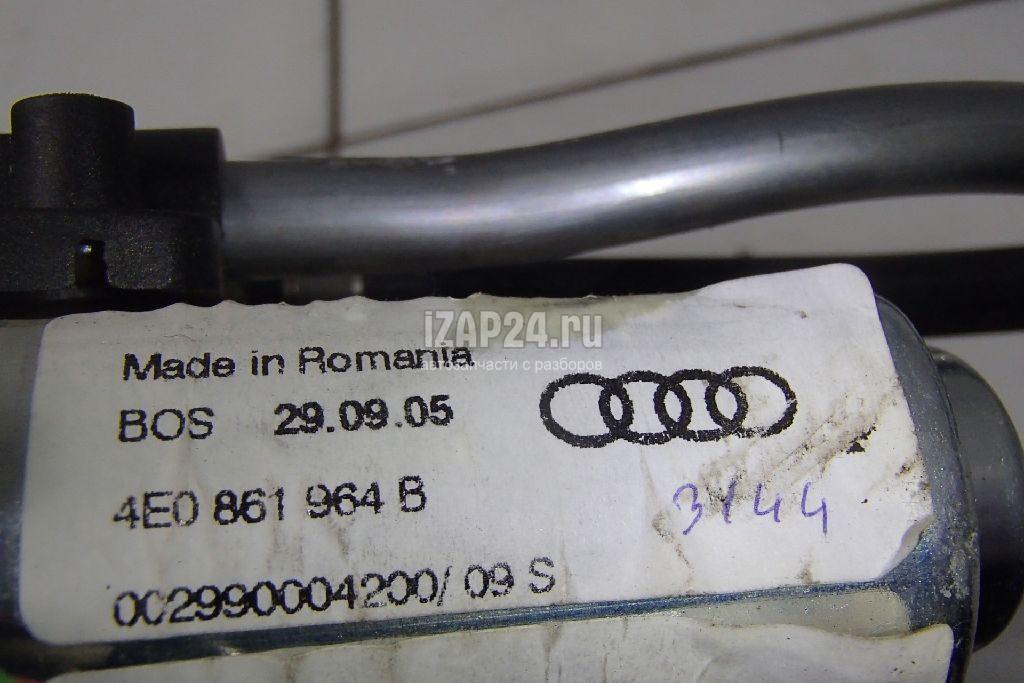 iZAP24.ru
автозапчасти с разборов
Made in Romania
BOS 29.09.05
4E0 861 964 B
3144
002990004200/ 09 S